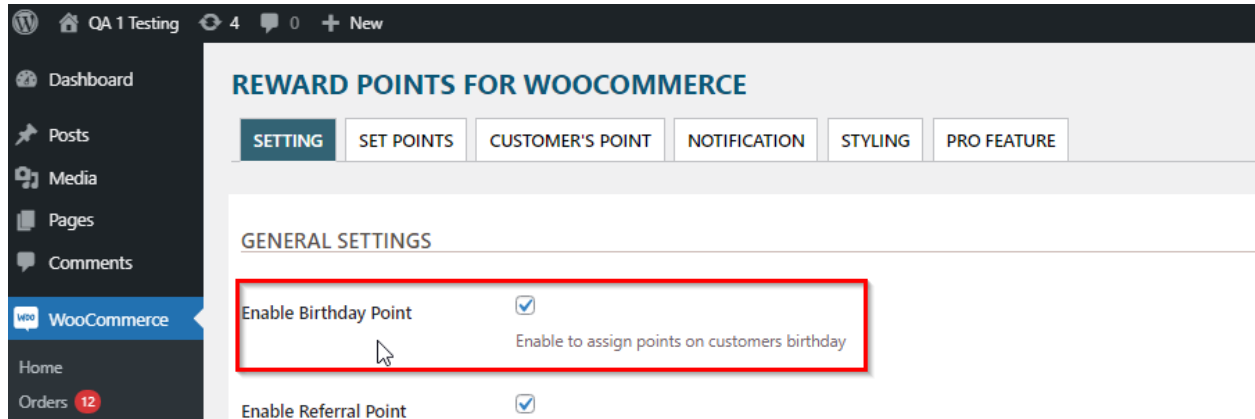 QA 1 Testing 4 0 + New
Dashboard
Posts
Media
Pages
Comments
WOO WooCommerce
Home
Orders 12
REWARD POINTS FOR WOOCOMMERCE
SETTING SET POINTS CUSTOMER'S POINT NOTIFICATION STYLING PRO FEATURE
GENERAL SETTINGS
Enable Birthday Point
Enable to assign points on customers birthday
Enable Referral Point